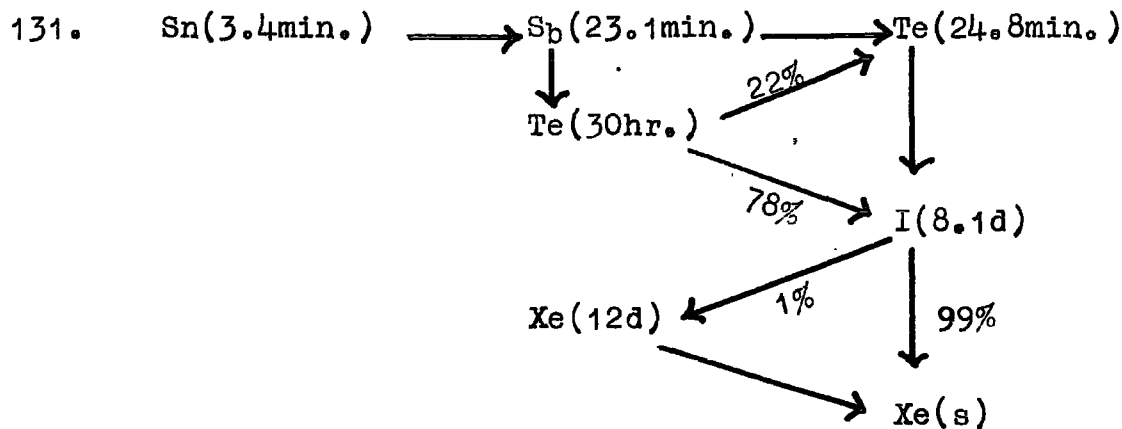 131. Sn(3.4min.) Sb(23.1min.) Te(24.8min.)
22%
Te(30hr.)
78%
I(8.1d)
1%
Xe(12d) 99%
Xe(s)